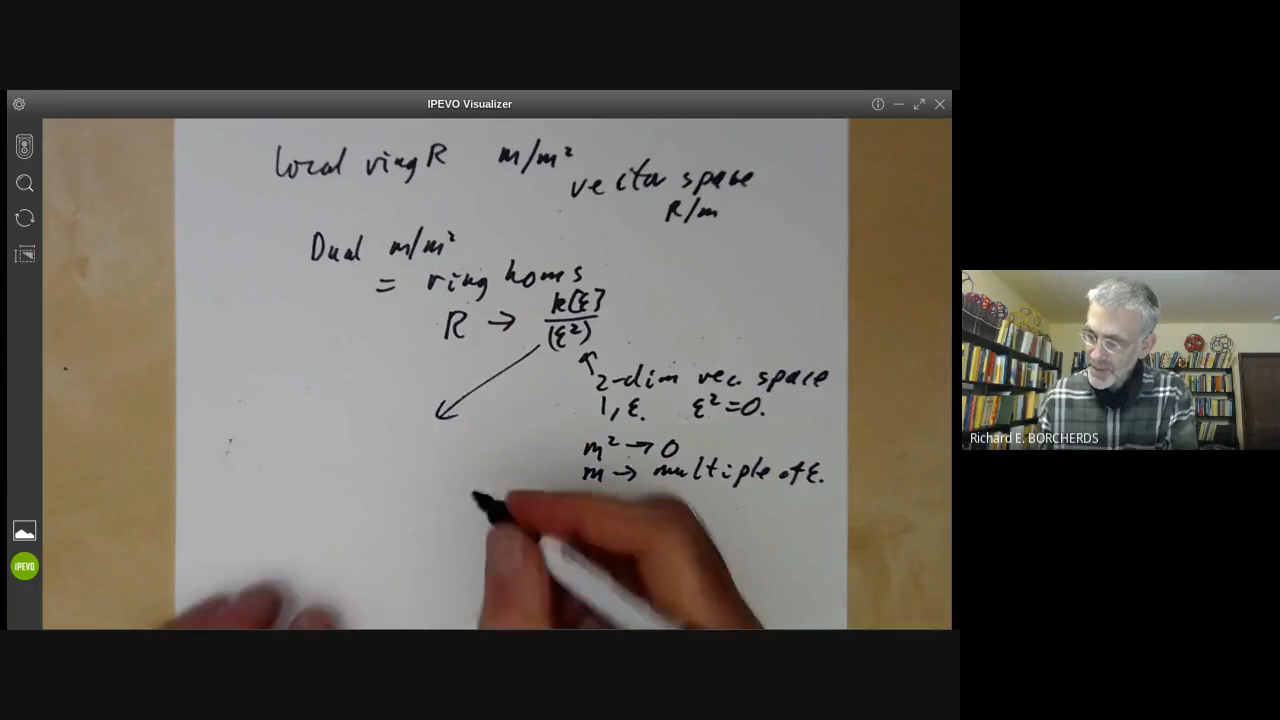 IPEVO Visualizer
local ring R m/m²
vector space
R/m
Dual m/m²
= ring homs
R → k[ε]
(ε²)
2-dim vec. space
1, ε. ε²=0.
m² → 0
m → multiple of ε.
Richard E. BORCHERDS
IPEVO